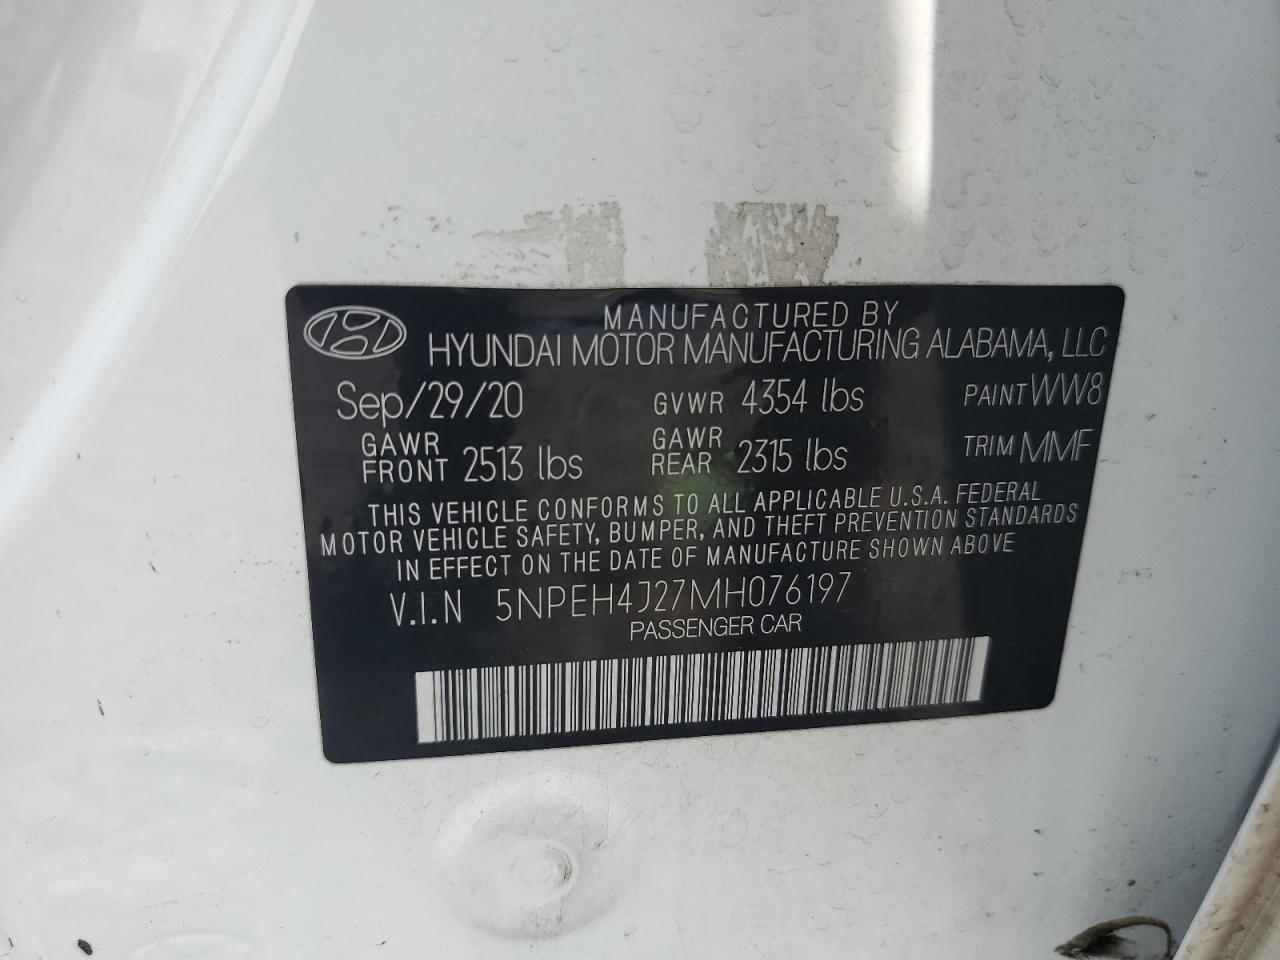 MANUFACTURED BY
HYUNDAI MOTOR MANUFACTURING ALABAMA, LLC
Sep/29/20 GVWR 4354 lbs PAINT WW8
GAWR FRONT 2513 lbs GAWR REAR 2315 lbs TRIM MMF
THIS VEHICLE CONFORMS TO ALL APPLICABLE U.S.A. FEDERAL
MOTOR VEHICLE SAFETY, BUMPER, AND THEFT PREVENTION STANDARDS
IN EFFECT ON THE DATE OF MANUFACTURE SHOWN ABOVE
V.I.N 5NPEH4J27MH076197
PASSENGER CAR